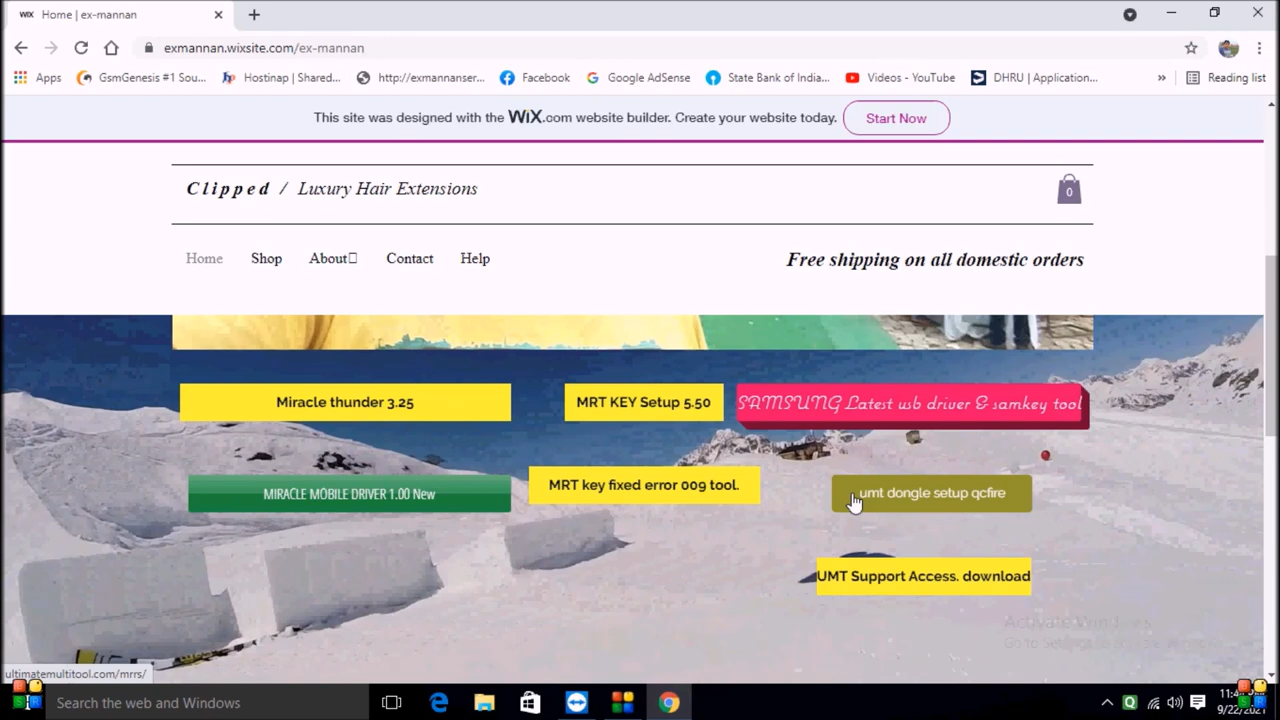 WIX Home | ex-mannan
exmannan.wixsite.com/ex-mannan
Apps GsmGenesis #1 Sou... Hostinap | Shared... http://exmannanser... Facebook Google AdSense State Bank of India... Videos - YouTube DHRU | Application... » Reading list
This site was designed with the WiX.com website builder. Create your website today. Start Now
Clipped / Luxury Hair Extensions
0
Home Shop About Contact Help
Free shipping on all domestic orders
Miracle thunder 3.25
MRT KEY Setup 5.50
SAMSUNG Latest usb driver & samkey tool
MIRACLE MOBILE DRIVER 1.00 New
MRT key fixed error 009 tool.
umt dongle setup qcfire
UMT Support Access. download
Activate Windows
ultimatemultitool.com/mrrs/
Search the web and Windows